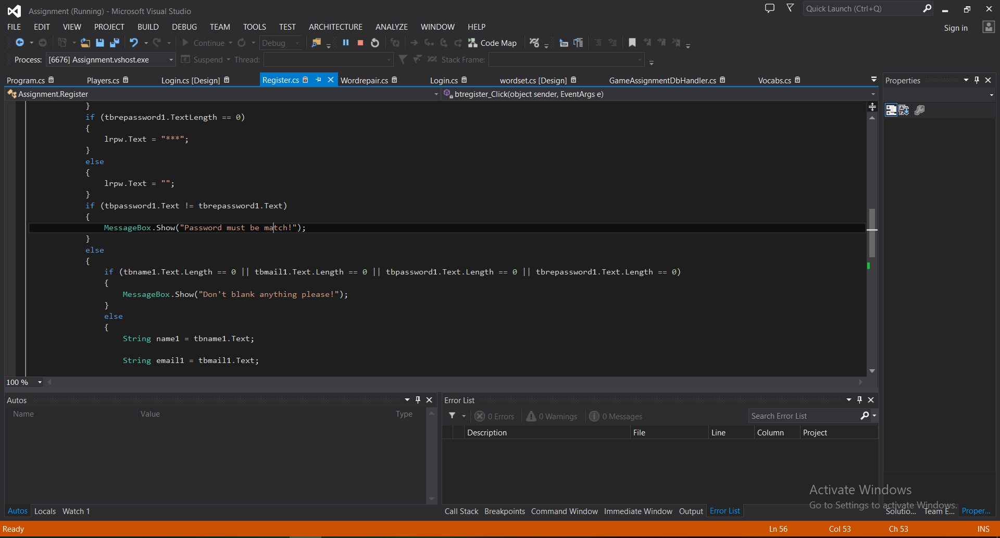 Assignment (Running) - Microsoft Visual Studio
Quick Launch (Ctrl+Q)
FILE EDIT VIEW PROJECT BUILD DEBUG TEAM TOOLS TEST ARCHITECTURE ANALYZE WINDOW HELP
Sign in
Continue Debug Code Map
Process: [6676] Assignment.vshost.exe Suspend Thread: Stack Frame:
Program.cs Players.cs Login.cs [Design] Register.cs Wordrepair.cs Login.cs wordset.cs [Design] GameAssignmentDbHandler.cs Vocabs.cs
Properties
Assignment.Register btregister_Click(object sender, EventArgs e)
}
if (tbrepassword1.TextLength == 0)
{
lrpw.Text = "***";
}
else
{
lrpw.Text = "";
}
if (tbpassword1.Text != tbrepassword1.Text)
{
MessageBox.Show("Password must be match!");
}
else
{
if (tbname1.Text.Length == 0 || tbmail1.Text.Length == 0 || tbpassword1.Text.Length == 0 || tbrepassword1.Text.Length == 0)
{
MessageBox.Show("Don't blank anything please!");
}
else
{
String name1 = tbname1.Text;
String email1 = tbmail1.Text;
100 %
Autos
Name Value Type
Error List
0 Errors 0 Warnings 0 Messages Search Error List
Description File Line Column Project
Activate Windows
Go to Settings to activate Windows.
Autos Locals Watch 1
Call Stack Breakpoints Command Window Immediate Window Output Error List
Solutio... Team E... Proper...
Ready Ln 56 Col 53 Ch 53 INS